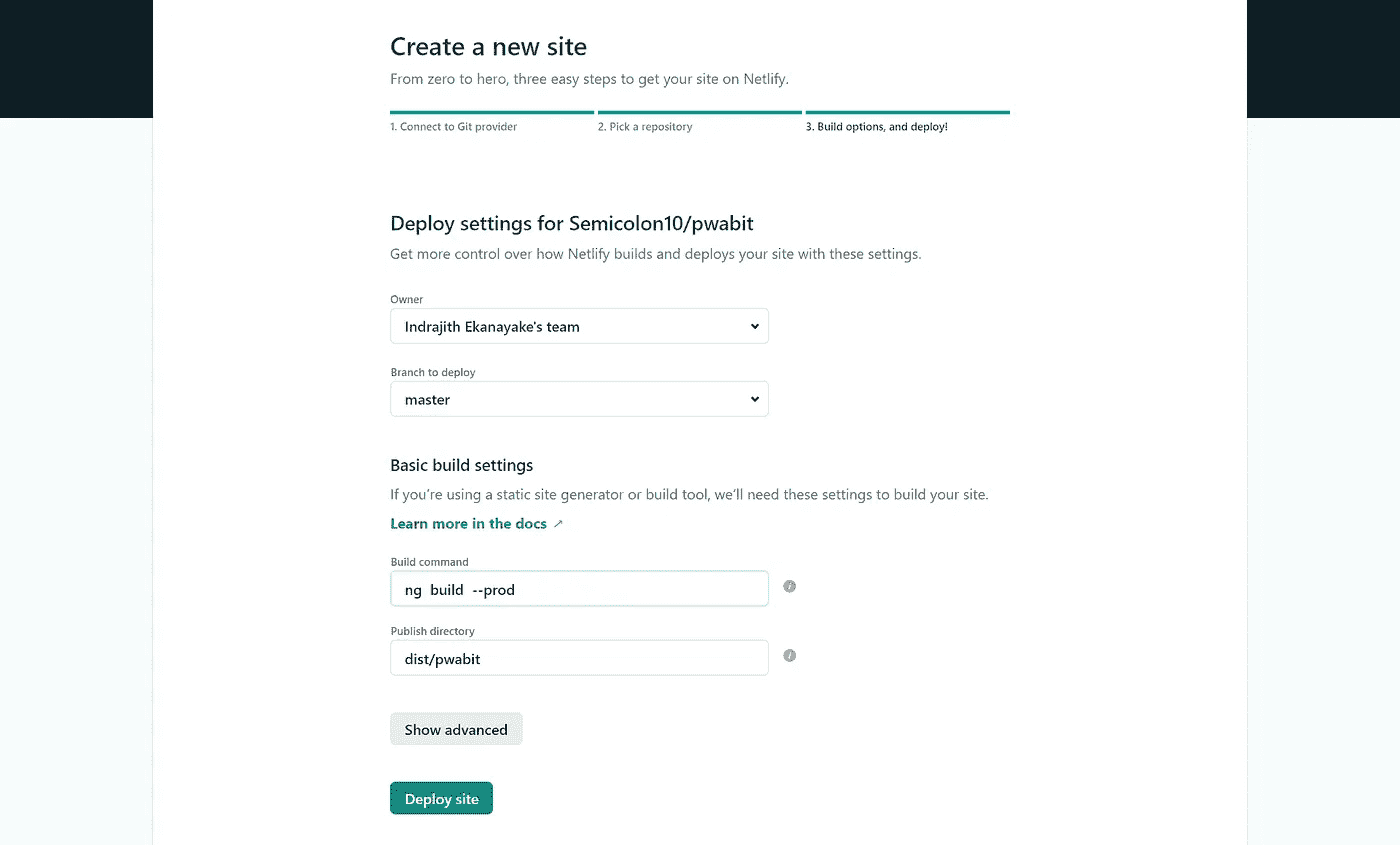 Create a new site
From zero to hero, three easy steps to get your site on Netlify.
1. Connect to Git provider
2. Pick a repository
3. Build options, and deploy!
Deploy settings for Semicolon10/pwabit
Get more control over how Netlify builds and deploys your site with these settings.
Owner
Indrajith Ekanayake's team
Branch to deploy
master
Basic build settings
If you're using a static site generator or build tool, we'll need these settings to build your site.
Learn more in the docs ↗
Build command
ng build --prod
Publish directory
dist/pwabit
Show advanced
Deploy site